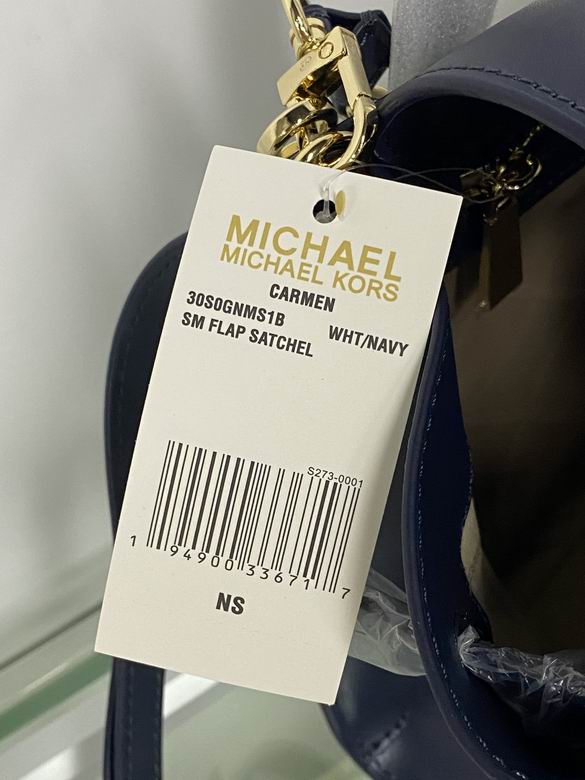 MICHAEL
MICHAEL KORS
CARMEN
30S0GNMS1B WHT/NAVY
SM FLAP SATCHEL
S273-0001
1 94900 33671 7
NS